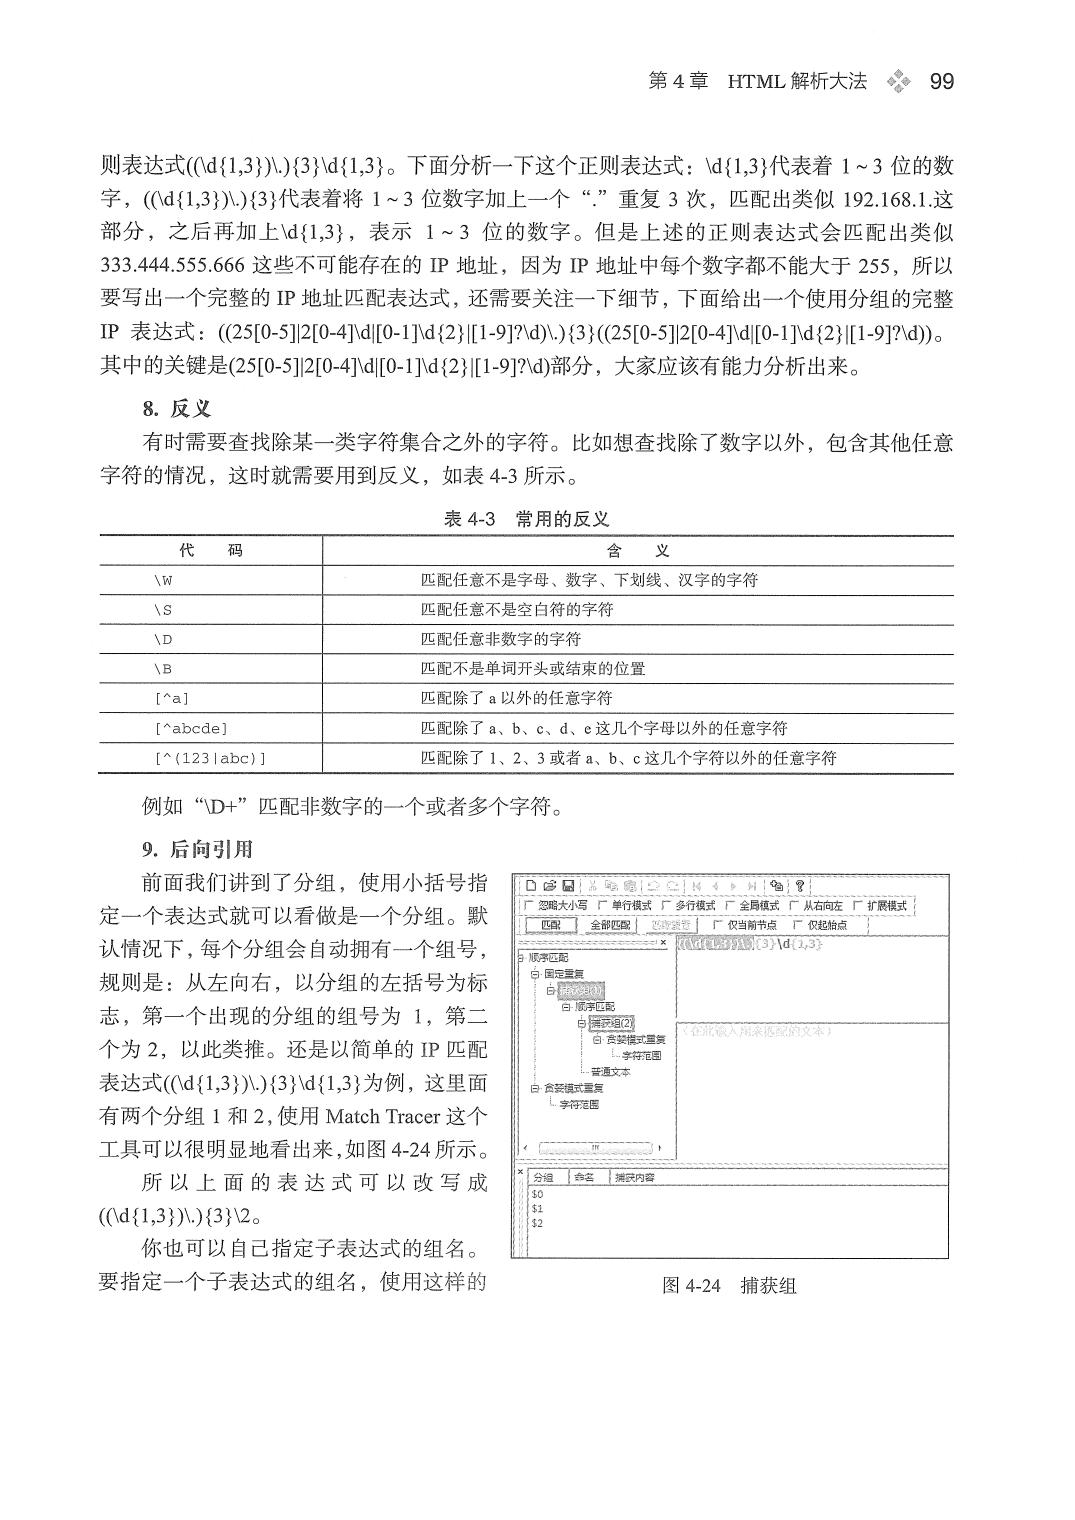 第 4 章　HTML 解析大法　99
则表达式((\d{1,3})\.){3}\d{1,3}。下面分析一下这个正则表达式：\d{1,3}代表着 1~3 位的数
字，((\d{1,3})\.){3}代表着将 1~3 位数字加上一个“.”重复 3 次，匹配出类似 192.168.1.这
部分，之后再加上\d{1,3}，表示 1~3 位的数字。但是上述的正则表达式会匹配出类似
333.444.555.666 这些不可能存在的 IP 地址，因为 IP 地址中每个数字都不能大于 255，所以
要写出一个完整的 IP 地址匹配表达式，还需要关注一下细节，下面给出一个使用分组的完整
IP 表达式：((25[0-5]|2[0-4]\d|[0-1]\d{2}|[1-9]?\d)\.){3}((25[0-5]|2[0-4]\d|[0-1]\d{2}|[1-9]?\d))。
其中的关键是(25[0-5]|2[0-4]\d|[0-1]\d{2}|[1-9]?\d)部分，大家应该有能力分析出来。
8. 反义
有时需要查找除某一类字符集合之外的字符。比如想查找除了数字以外，包含其他任意
字符的情况，这时就需要用到反义，如表 4-3 所示。
表 4-3　常用的反义
代　码　含　义
\W　匹配任意不是字母、数字、下划线、汉字的字符
\S　匹配任意不是空白符的字符
\D　匹配任意非数字的字符
\B　匹配不是单词开头或结束的位置
[^a]　匹配除了 a 以外的任意字符
[^abcde]　匹配除了 a、b、c、d、e 这几个字母以外的任意字符
[^(123|abc)]　匹配除了 1、2、3 或者 a、b、c 这几个字符以外的任意字符
例如“\D+”匹配非数字的一个或者多个字符。
9. 后向引用
前面我们讲到了分组，使用小括号指
定一个表达式就可以看做是一个分组。默
认情况下，每个分组会自动拥有一个组号，
规则是：从左向右，以分组的左括号为标
志，第一个出现的分组的组号为 1，第二
个为 2，以此类推。还是以简单的 IP 匹配
表达式((\d{1,3})\.){3}\d{1,3}为例，这里面
有两个分组 1 和 2，使用 Match Tracer 这个
工具可以很明显地看出来，如图 4-24 所示。
所以上面的表达式可以改写成
((\d{1,3})\.){3}\2。
你也可以自己指定子表达式的组名。
要指定一个子表达式的组名，使用这样的
忽略大小写　单行模式　多行模式　全局模式　从右向左　扩展模式
匹配　全部匹配　仅当前节点　仅起始点
((\d{1,3})\.){3}\d{1,3}
顺序匹配
固定重复
捕获组(1)
顺序匹配
捕获组(2)
贪婪模式重复
字符范围
普通文本
贪婪模式重复
字符范围
(在此输入用来匹配的文本)
分组　命名　捕获内容
$0
$1
$2
图 4-24　捕获组